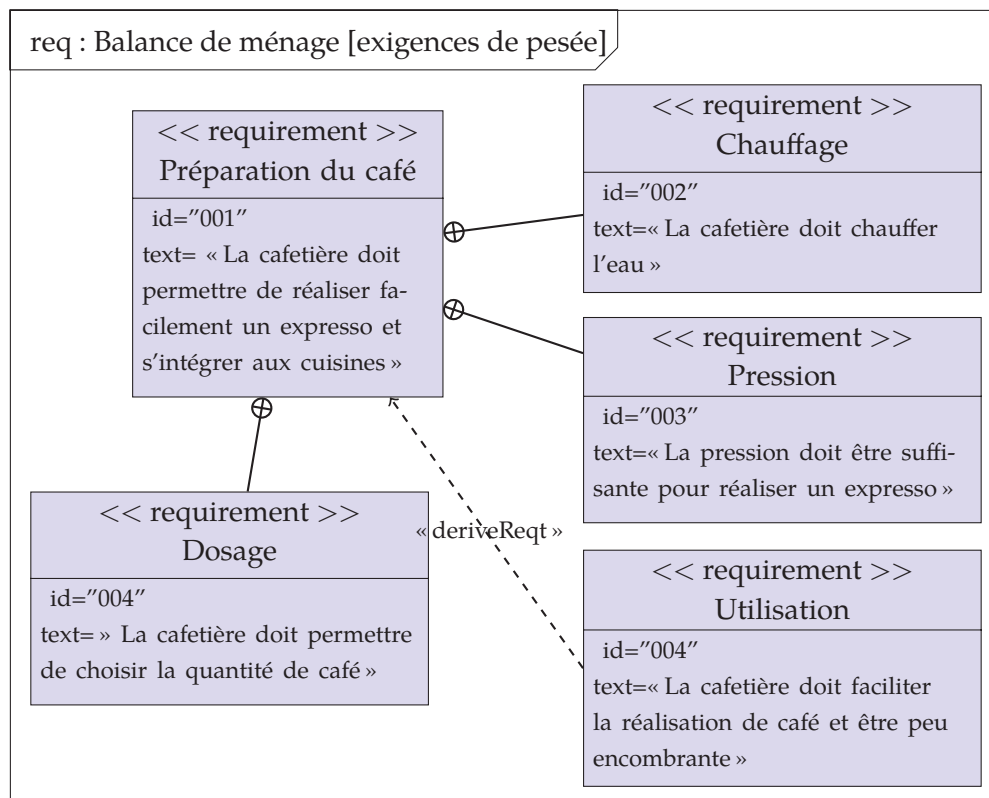 req : Balance de ménage [exigences de pesée]
<< requirement >>
Préparation du café
id="001"
text= « La cafetière doit
permettre de réaliser fa-
cilement un expresso et
s'intégrer aux cuisines »
<< requirement >>
Chauffage
id="002"
text=« La cafetière doit chauffer
l'eau »
<< requirement >>
Pression
id="003"
text=« La pression doit être suffi-
sante pour réaliser un expresso »
<< requirement >>
Dosage
id="004"
text= » La cafetière doit permettre
de choisir la quantité de café »
« deriveReqt »
<< requirement >>
Utilisation
id="004"
text=« La cafetière doit faciliter
la réalisation de café et être peu
encombrante »